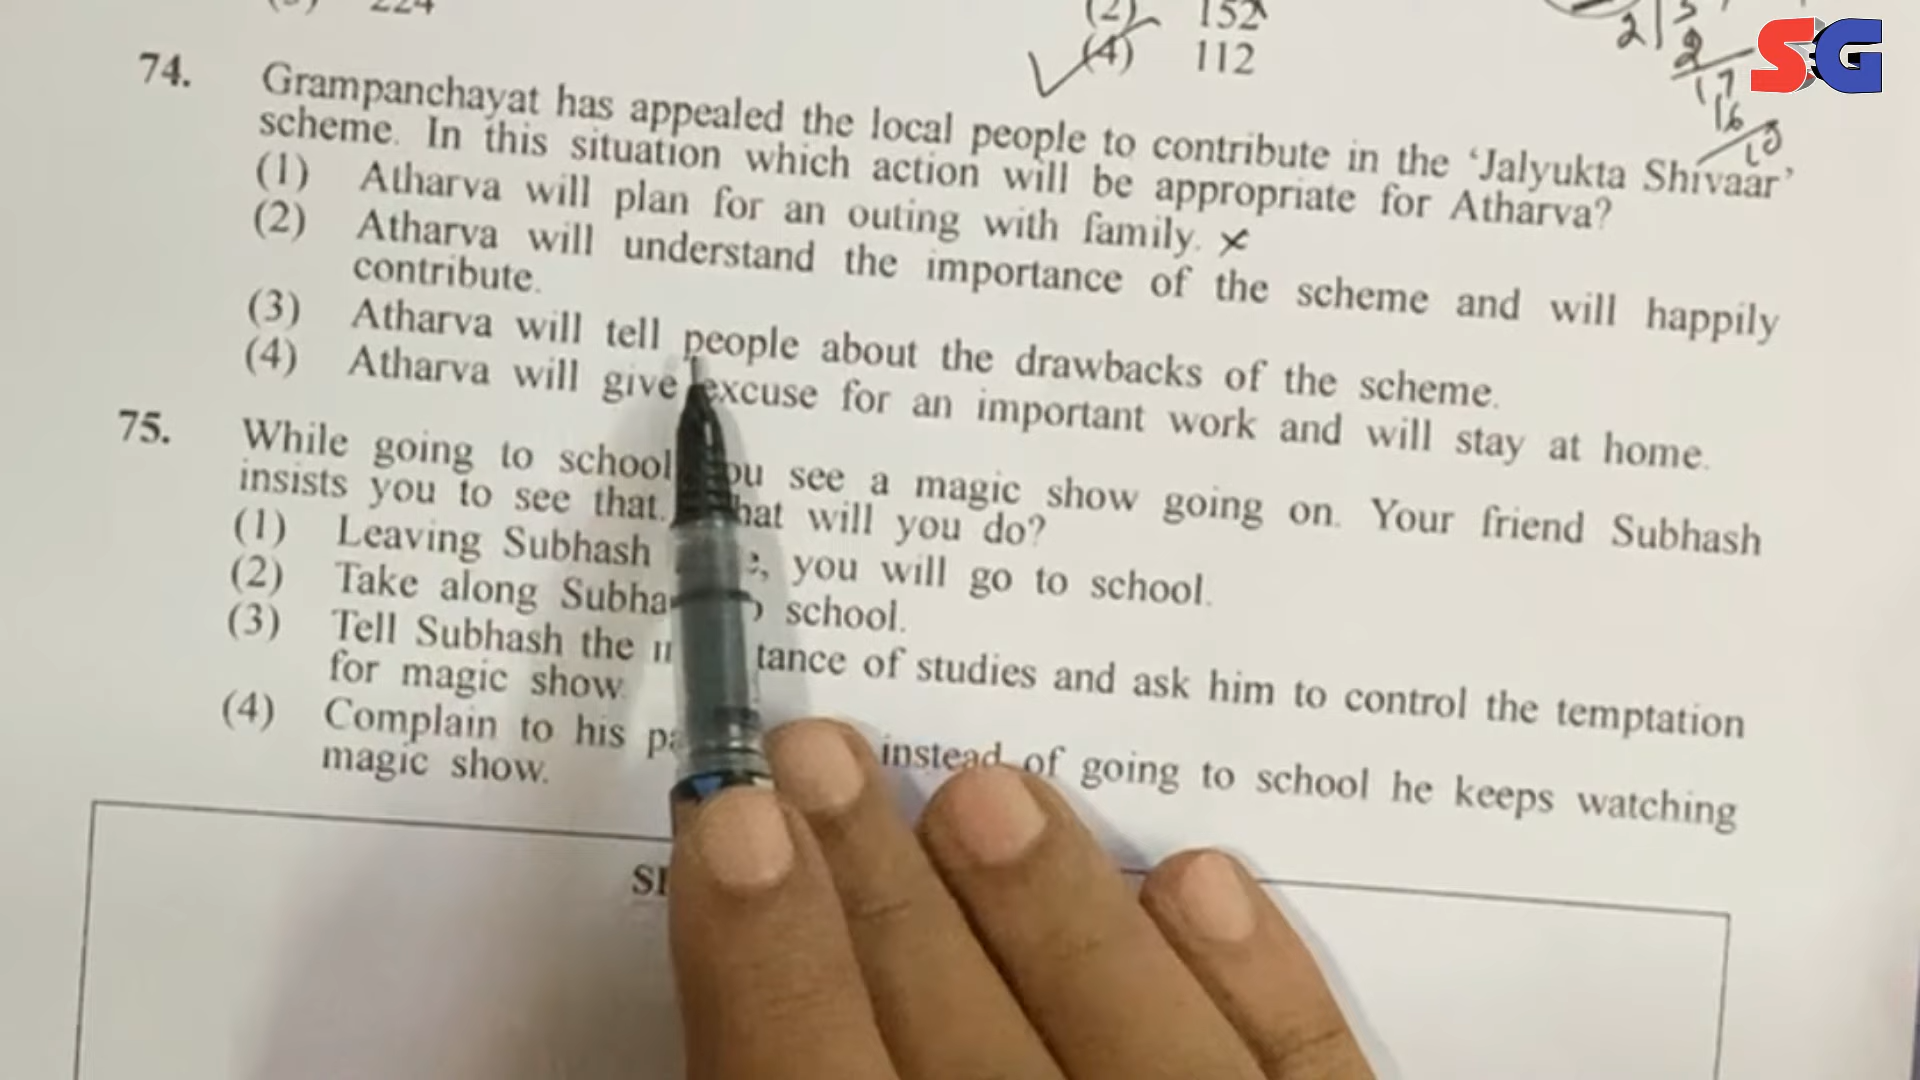 224
(2) 152
(4) 112
SG
74. Grampanchayat has appealed the local people to contribute in the ‘Jalyukta Shivaar’
scheme. In this situation which action will be appropriate for Atharva?
(1) Atharva will plan for an outing with family. ×
(2) Atharva will understand the importance of the scheme and will happily
contribute.
(3) Atharva will tell people about the drawbacks of the scheme.
(4) Atharva will give excuse for an important work and will stay at home.
75. While going to school you see a magic show going on. Your friend Subhash
insists you to see that. What will you do?
(1) Leaving Subhash you will go to school.
(2) Take along school.
(3) Tell Subhash the of studies and ask him to control the temptation
for magic show.
(4) Complain to his instead of going to school he keeps watching
magic show.